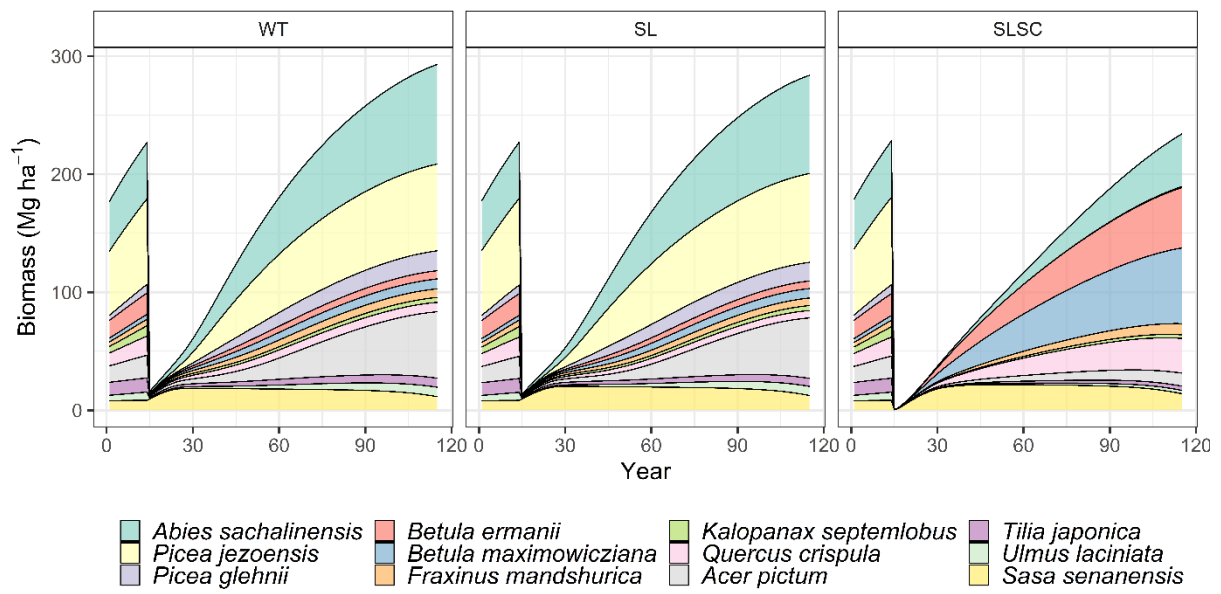 WT SL SLSC
300
200
100
0
Biomass (Mg ha⁻¹)
0 30 60 90 120 0 30 60 90 120 0 30 60 90 120
Year
Abies sachalinensis Betula ermanii Kalopanax septemlobus Tilia japonica
Picea jezoensis Betula maximowicziana Quercus crispula Ulmus laciniata
Picea glehnii Fraxinus mandshurica Acer pictum Sasa senanensis